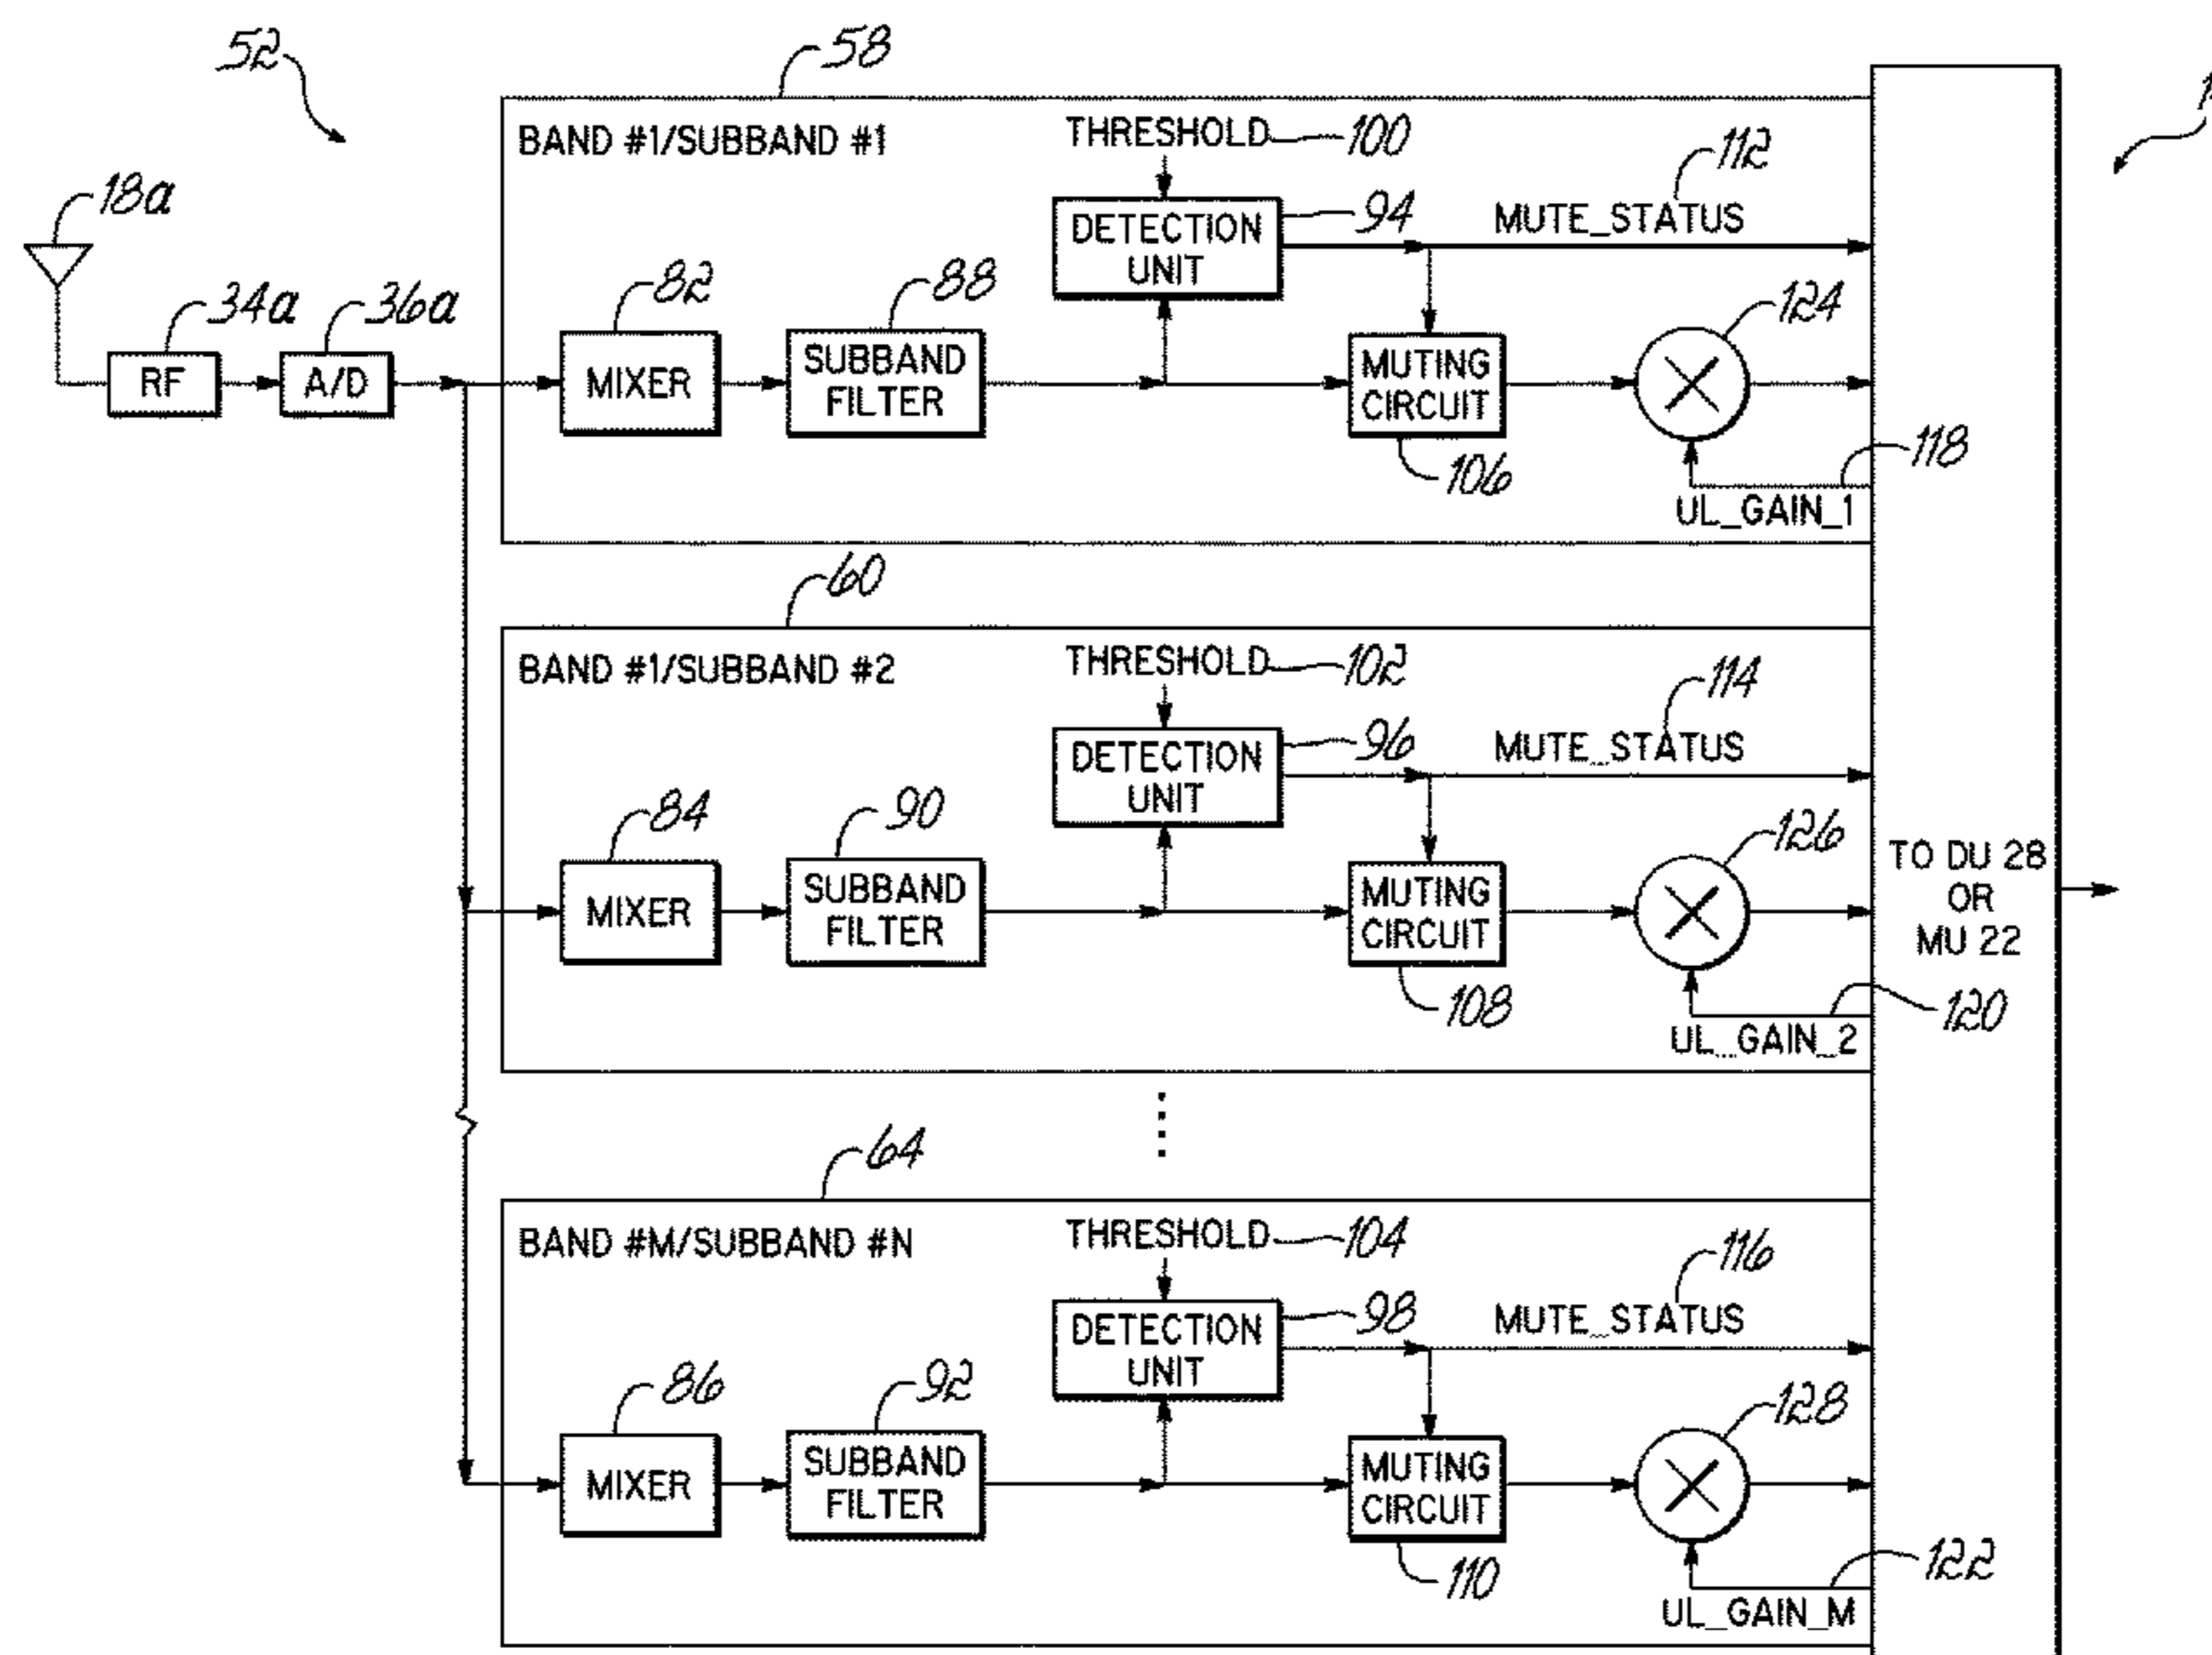 52
58
BAND #1/SUBBAND #1
THRESHOLD 100
112
18a
DETECTION
UNIT
94
MUTE_STATUS
34a
36a
82
88
124
RF
A/D
MIXER
SUBBAND
FILTER
MUTING
CIRCUIT
106
118
UL_GAIN_1
60
BAND #1/SUBBAND #2
THRESHOLD 102
114
DETECTION
UNIT
96
MUTE_STATUS
84
90
126
MIXER
SUBBAND
FILTER
MUTING
CIRCUIT
108
120
UL_GAIN_2
TO DU 28
OR
MU 22
64
BAND #M/SUBBAND #N
THRESHOLD 104
116
DETECTION
UNIT
98
MUTE_STATUS
86
92
128
MIXER
SUBBAND
FILTER
MUTING
CIRCUIT
110
122
UL_GAIN_M